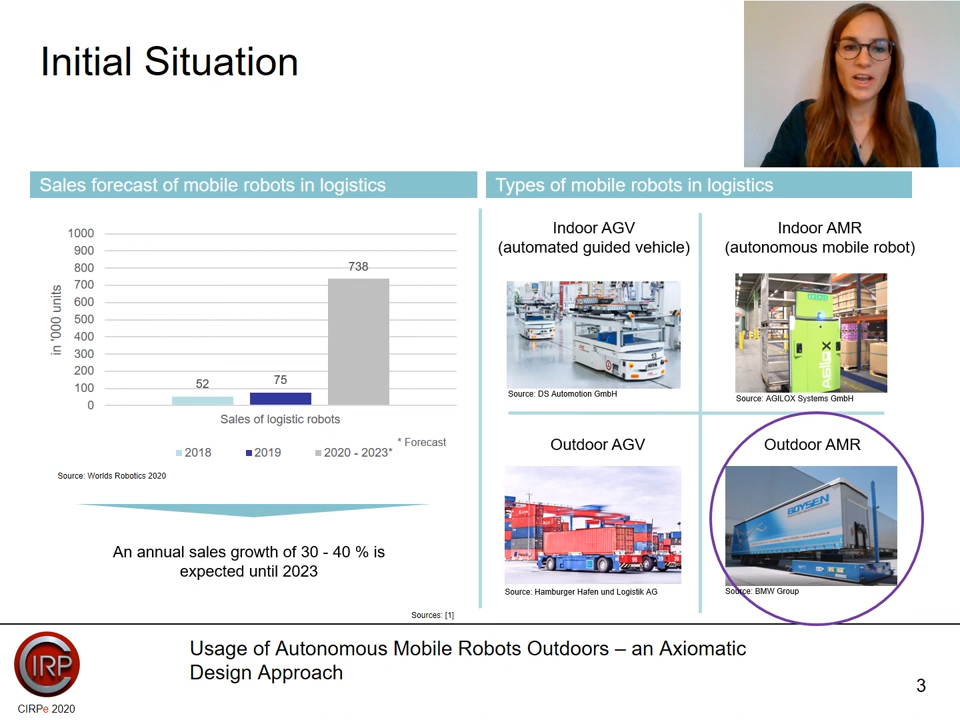 Initial Situation
Sales forecast of mobile robots in logistics
1000
900
800
700
600
500
400
300
200
100
0
in '000 units
52
75
738
Sales of logistic robots
* Forecast
2018
2019
2020 - 2023*
Source: Worlds Robotics 2020
An annual sales growth of 30 - 40 % is
expected until 2023
Sources: [1]
Types of mobile robots in logistics
Indoor AGV
(automated guided vehicle)
Source: DS Automation GmbH
Indoor AMR
(autonomous mobile robot)
AGILOX
Source: AGILOX Systems GmbH
Outdoor AGV
Source: Hamburger Hafen und Logistik AG
Outdoor AMR
BOYSEN
Source: BMW Group
CIRP
CIRPe 2020
Usage of Autonomous Mobile Robots Outdoors – an Axiomatic
Design Approach
3